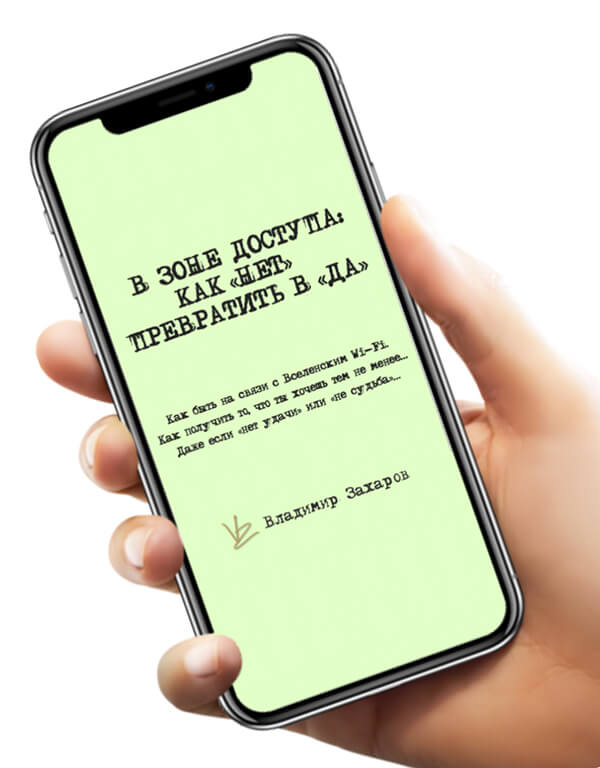 В ЗОНЕ ДОСТУПА:
КАК «НЕТ»
ПРЕВРАТИТЬ В «ДА»
Как быть на связи с Вселенским Wi-Fi.
Как получить то, что ты хочешь тем не менее...
Даже если «нет удачи» или «не судьба»...
Владимир Захаров